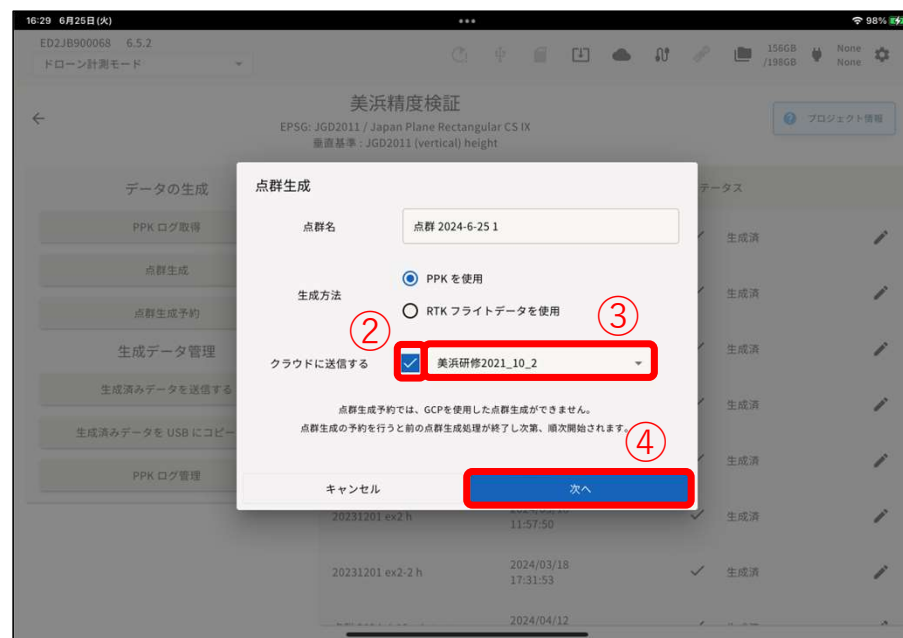 16:29 6月25日(火)
98%
ED2JB900068 6.5.2
ドローン計測モード
156GB
/198GB
None
None
美浜精度検証
EPSG: JGD2011 / Japan Plane Rectangular CS IX
垂直基準 : JGD2011 (vertical) height
プロジェクト情報
データの生成
PPK ログ取得
点群生成
点群生成予約
生成データ管理
生成済みデータを送信する
生成済みデータを USB にコピー
PPK ログ管理
テータス
生成済
生成済
生成済
生成済
生成済
点群生成
点群名
点群 2024-6-25 1
生成方法
PPK を使用
RTK フライトデータを使用
②
③
クラウドに送信する
美浜研修2021_10_2
点群生成予約では、GCPを使用した点群生成ができません。
点群生成の予約を行うと前の点群生成処理が終了し次第、順次開始されます。
④
キャンセル
次へ
20231201 ex2 h
11:57:50
生成済
20231201 ex2-2 h
2024/03/18
17:31:53
生成済
2024/04/12